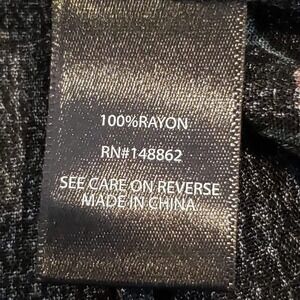 100%RAYON
RN#148862
SEE CARE ON REVERSE
MADE IN CHINA